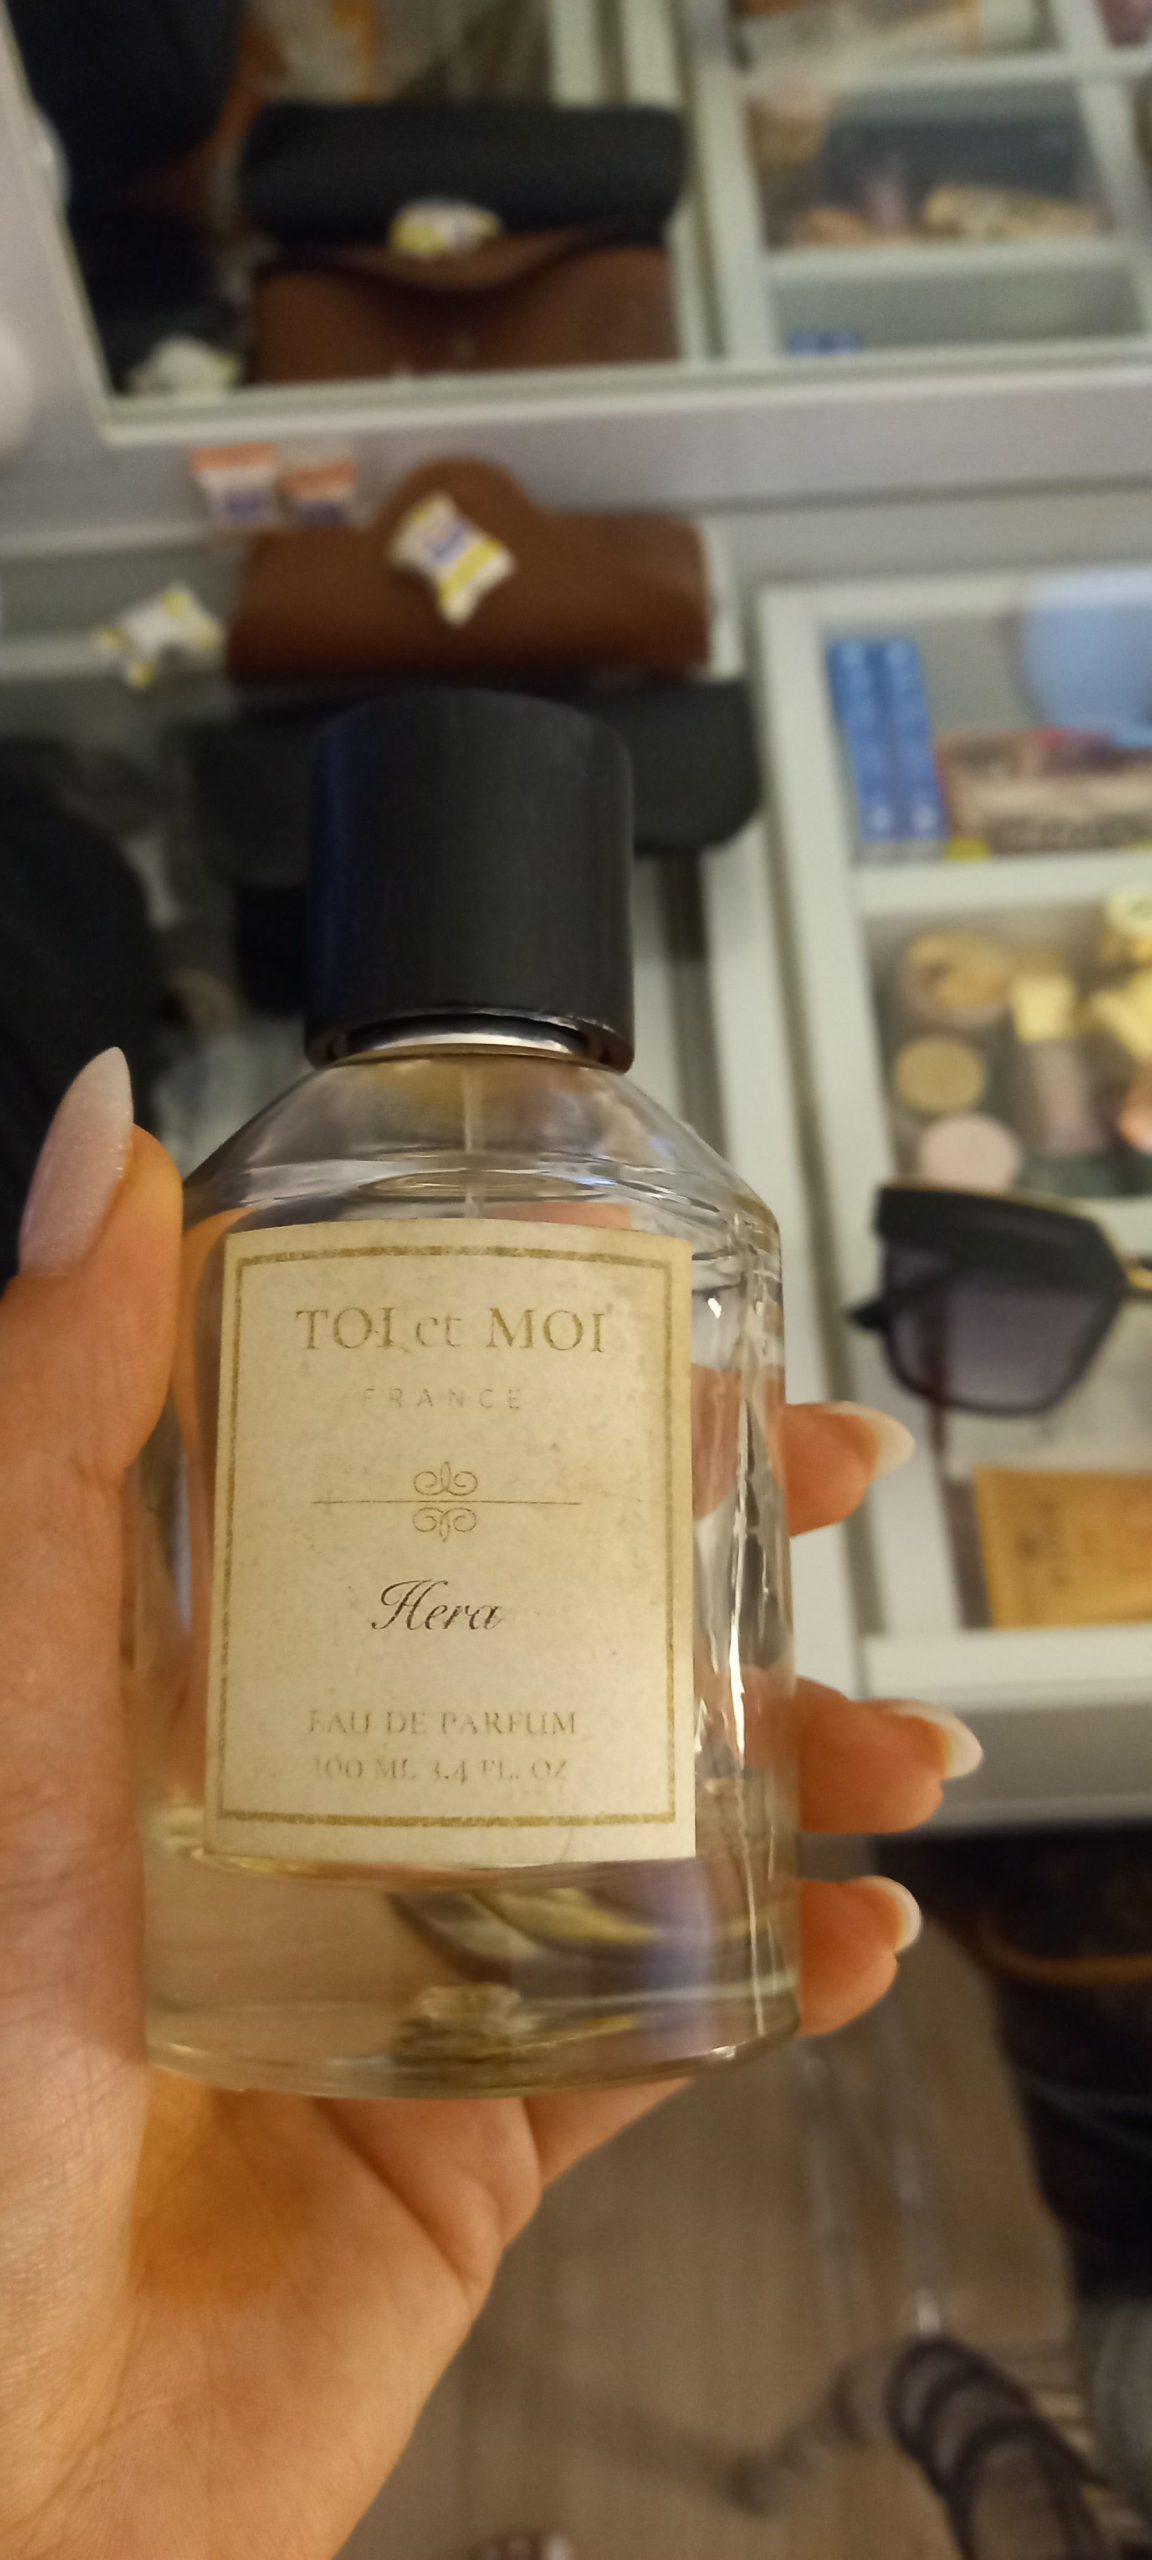 TOI et MOI
FRANCE
Hera
EAU DE PARFUM
100 ML 3.4 FL. OZ